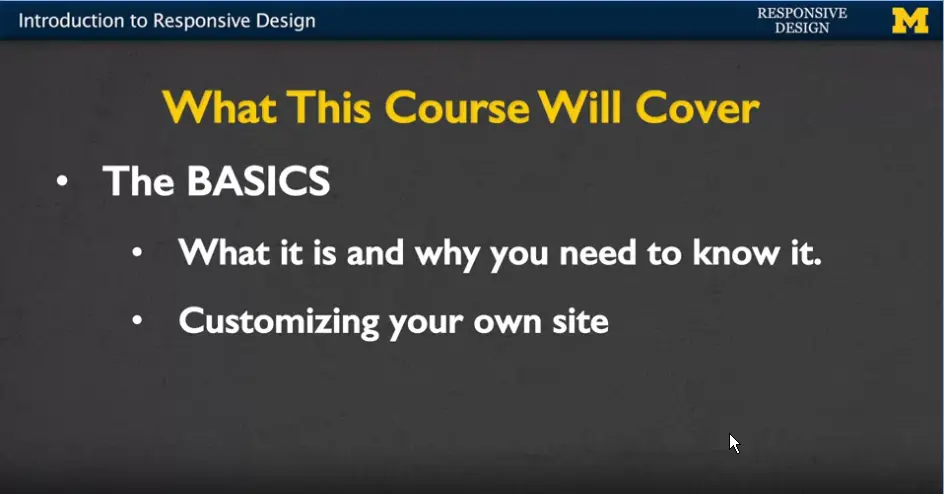 Introduction to Responsive Design
RESPONSIVE
DESIGN
M
What This Course Will Cover
• The BASICS
• What it is and why you need to know it.
• Customizing your own site